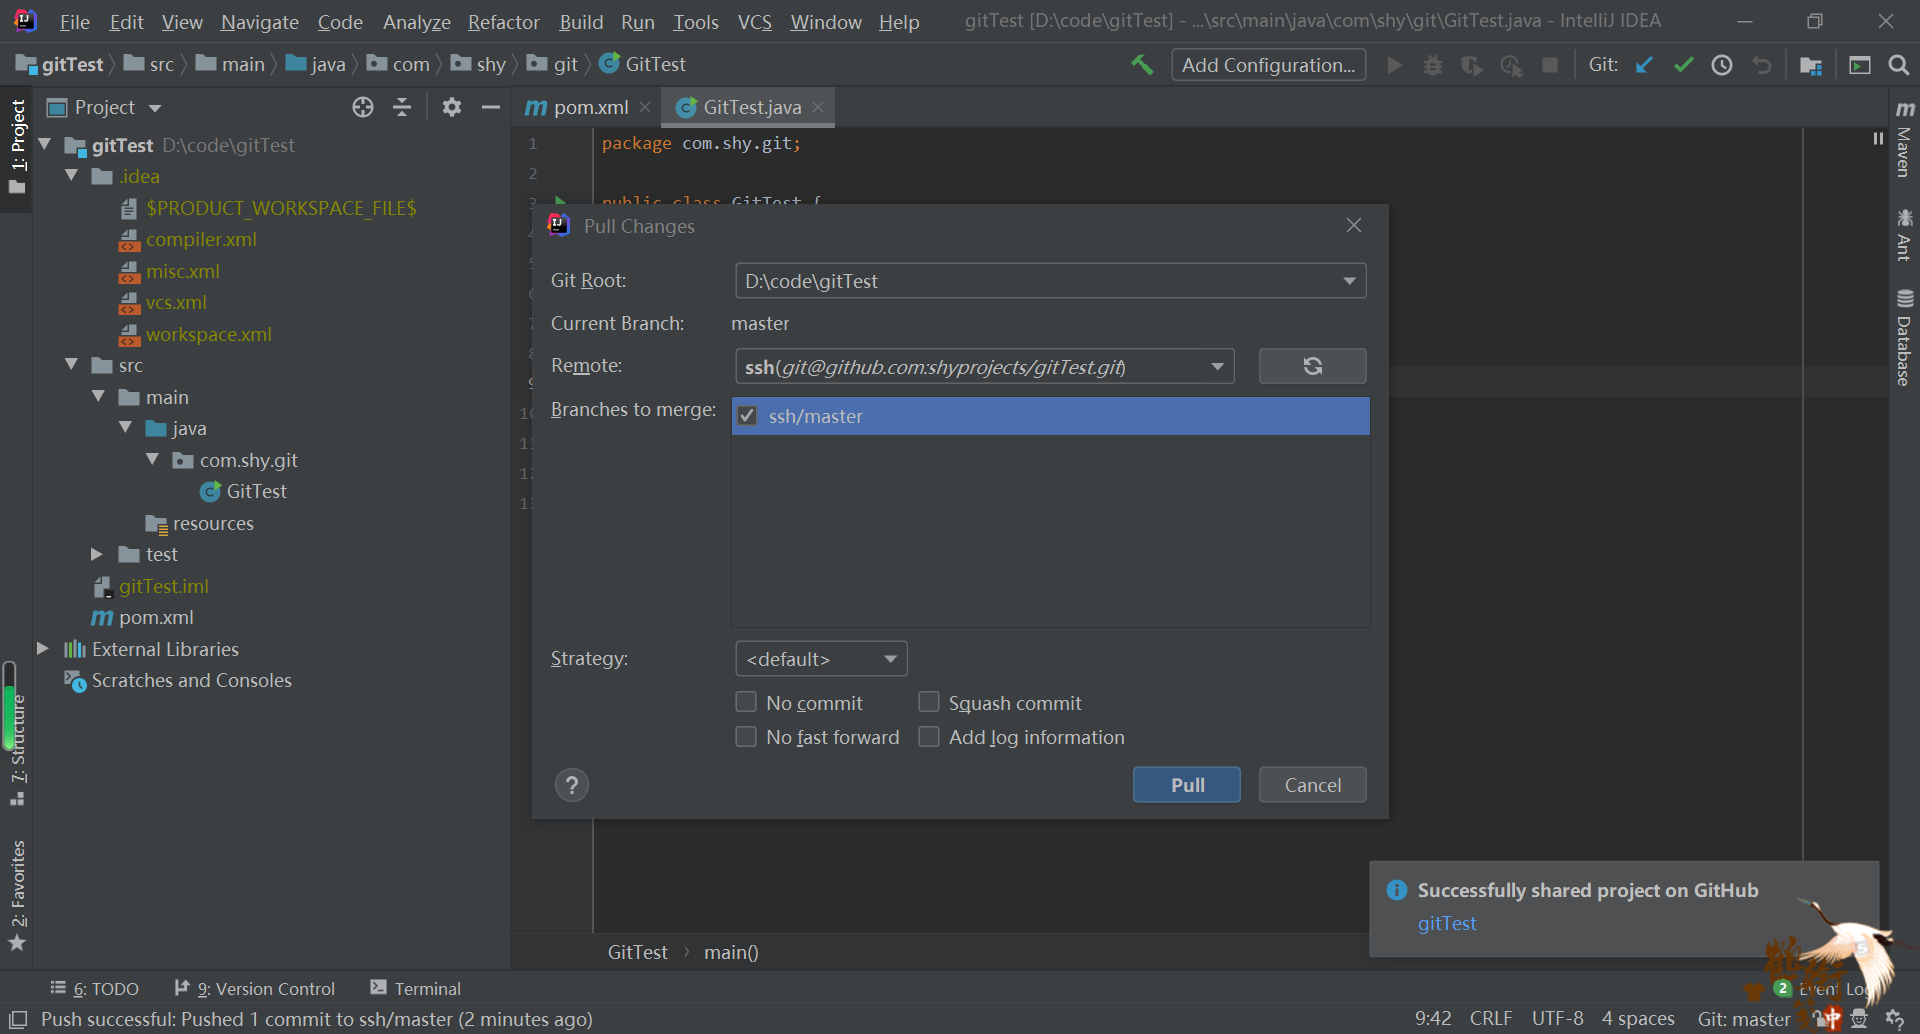 File Edit View Navigate Code Analyze Refactor Build Run Tools VCS Window Help gitTest [D:\code\gitTest] - ...\src\main\java\com\shy\git\GitTest.java - IntelliJ IDEA
gitTest src main java com shy git GitTest Add Configuration... Git:
1: Project
Project
pom.xml GitTest.java
gitTest D:\code\gitTest
.idea
$PRODUCT_WORKSPACE_FILE$
compiler.xml
misc.xml
vcs.xml
workspace.xml
src
main
java
com.shy.git
GitTest
resources
test
gitTest.iml
pom.xml
External Libraries
Scratches and Consoles
7: Structure
2: Favorites
1 package com.shy.git;
2
3 public class GitTest {
Pull Changes
Git Root: D:\code\gitTest
Current Branch: master
Remote: ssh(git@github.com:shyprojects/gitTest.git)
Branches to merge: ssh/master
Strategy: <default>
No commit Squash commit
No fast forward Add log information
? Pull Cancel
Maven
Ant
Database
Successfully shared project on GitHub
gitTest
GitTest main()
6: TODO 9: Version Control Terminal 2 Event Log
Push successful: Pushed 1 commit to ssh/master (2 minutes ago) 9:42 CRLF UTF-8 4 spaces Git: master 中